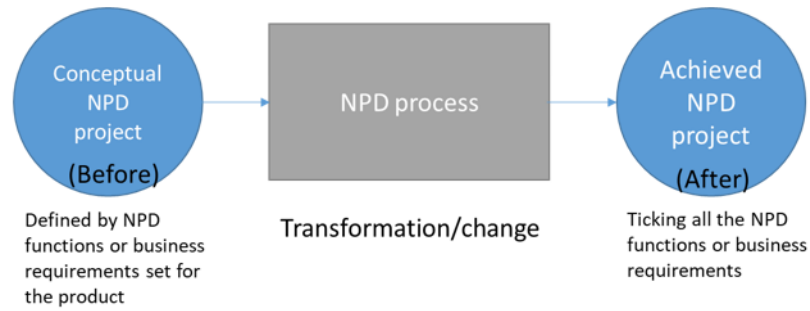 Conceptual
NPD
project
(Before)
Defined by NPD
functions or business
requirements set for
the product
NPD process
Transformation/change
Achieved
NPD
project
(After)
Ticking all the NPD
functions or business
requirements